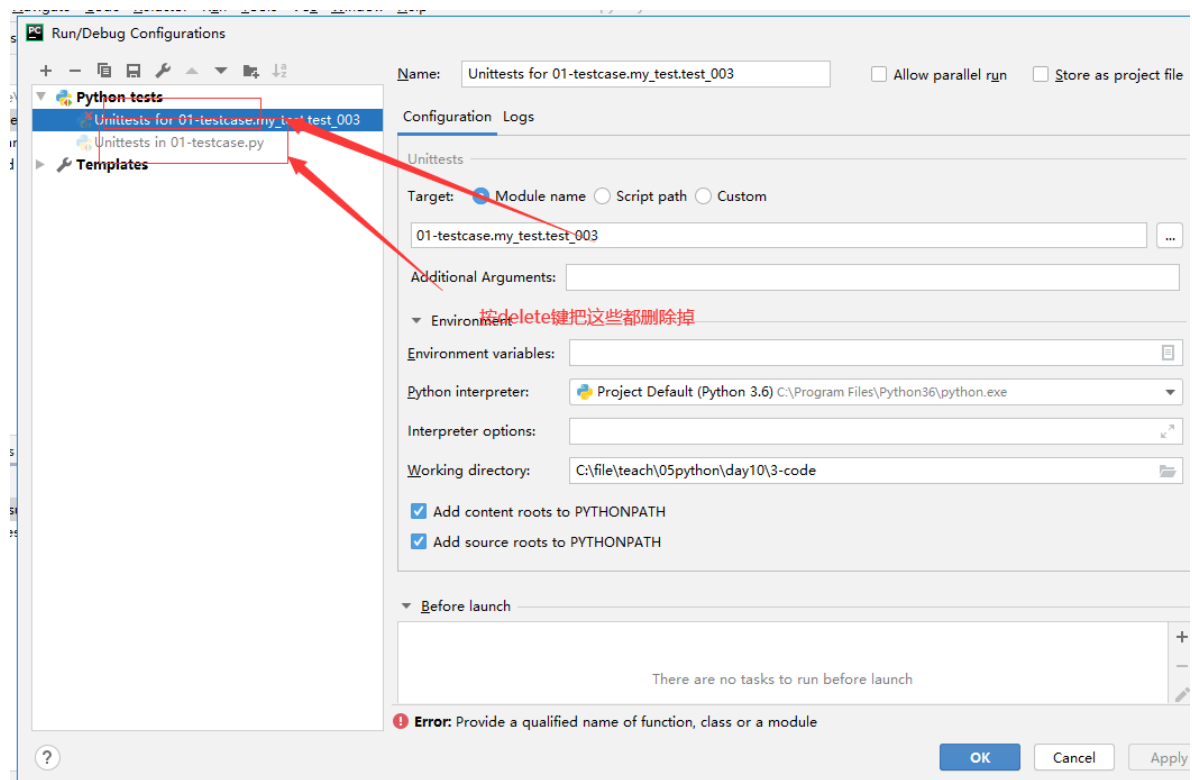 Run/Debug Configurations
Name: Unittests for 01-testcase.my_test.test_003
Allow parallel run
Store as project file
Python tests
Unittests for 01-testcase.my_test.test_003
Unittests in 01-testcase.py
Templates
Configuration Logs
Unittests
Target: Module name Script path Custom
01-testcase.my_test.test_003
...
Additional Arguments:
按delete键把这些都删除掉
Environment
Environment variables:
Python interpreter: Project Default (Python 3.6) C:\Program Files\Python36\python.exe
Interpreter options:
Working directory: C:\file\teach\05python\day10\3-code
Add content roots to PYTHONPATH
Add source roots to PYTHONPATH
Before launch
There are no tasks to run before launch
Error: Provide a qualified name of function, class or a module
?
OK Cancel Apply